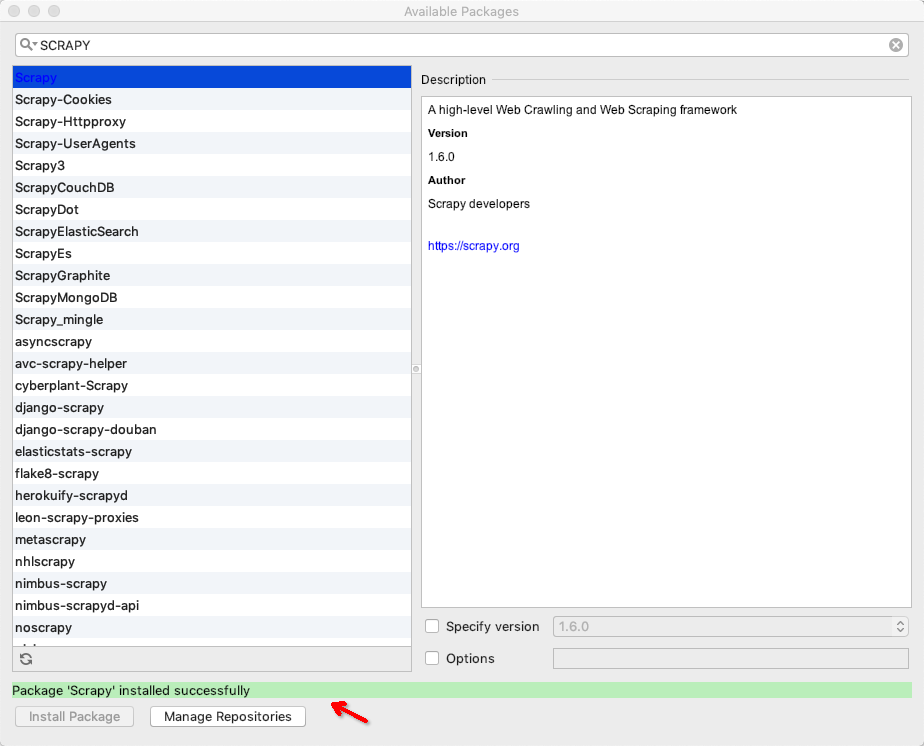 Available Packages
SCRAPY
Scrapy
Scrapy-Cookies
Scrapy-Httpproxy
Scrapy-UserAgents
Scrapy3
ScrapyCouchDB
ScrapyDot
ScrapyElasticSearch
ScrapyEs
ScrapyGraphite
ScrapyMongoDB
Scrapy_mingle
asyncscrapy
avc-scrapy-helper
cyberplant-Scrapy
django-scrapy
django-scrapy-douban
elasticstats-scrapy
flake8-scrapy
herokuify-scrapyd
leon-scrapy-proxies
metascrapy
nhlscrapy
nimbus-scrapy
nimbus-scrapyd-api
noscrapy
Description
A high-level Web Crawling and Web Scraping framework
Version
1.6.0
Author
Scrapy developers
https://scrapy.org
Specify version
1.6.0
Options
Package 'Scrapy' installed successfully
Install Package
Manage Repositories